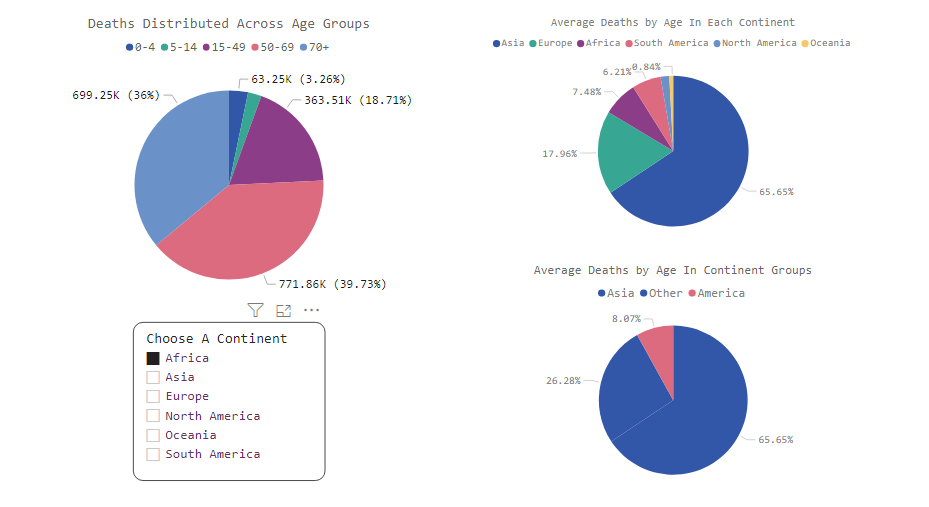 Deaths Distributed Across Age Groups
0-4 5-14 15-49 50-69 70+
63.25K (3.26%)
699.25K (36%)
363.51K (18.71%)
771.86K (39.73%)
Choose A Continent
Africa
Asia
Europe
North America
Oceania
South America
Average Deaths by Age In Each Continent
Asia Europe Africa South America North America Oceania
0.84%
6.21%
7.48%
17.96%
65.65%
Average Deaths by Age In Continent Groups
Asia Other America
8.07%
26.28%
65.65%